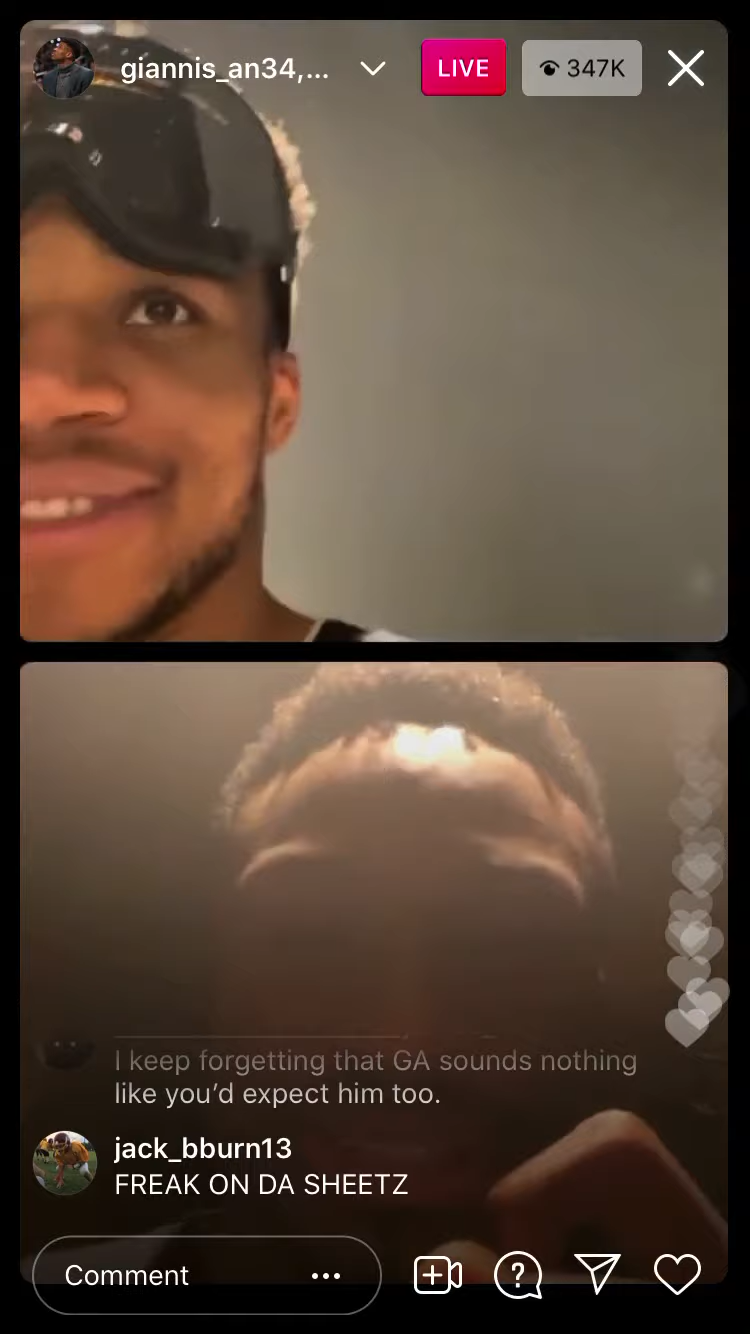 giannis_an34,...
LIVE
347K
I keep forgetting that GA sounds nothing
like you’d expect him too.
jack_bburn13
FREAK ON DA SHEETZ
Comment